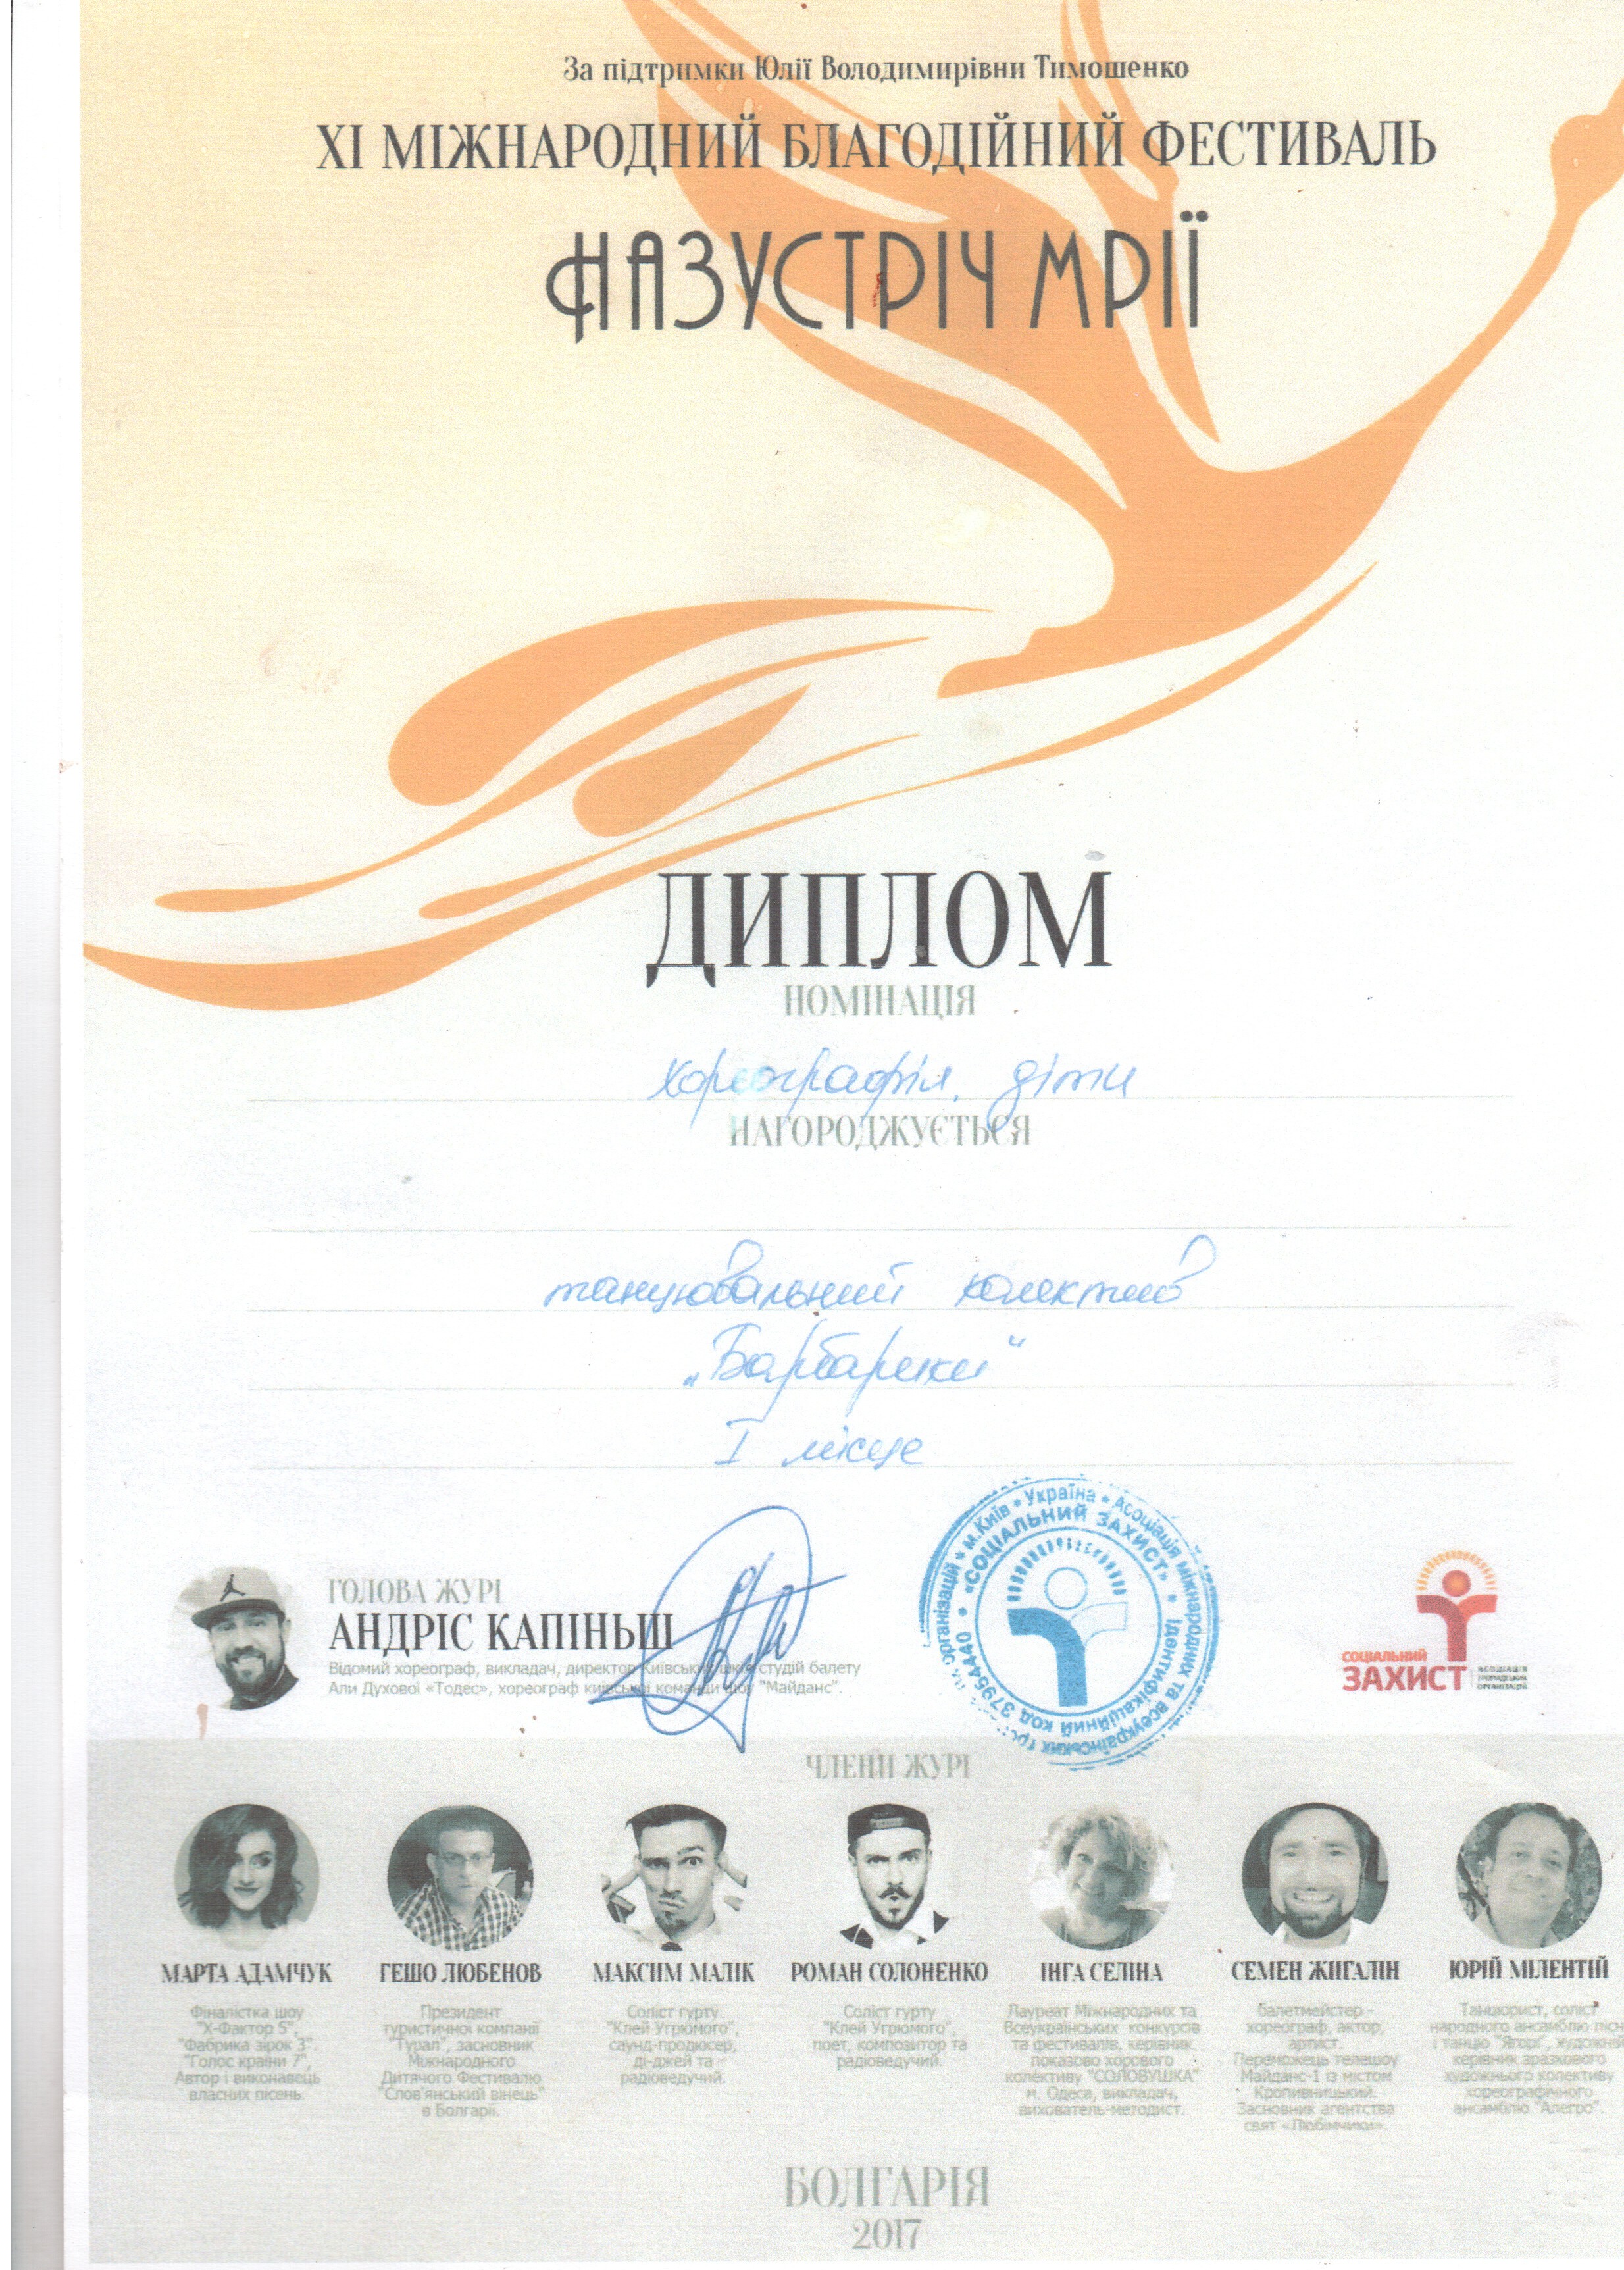 За підтримки Юлії Володимирівни Тимошенко
XI МІЖНАРОДНИЙ БЛАГОДІЙНИЙ ФЕСТИВАЛЬ
НАЗУСТРІЧ МРІЇ
ДИПЛОМ
НОМІНАЦІЯ
хореографія, діти
НАГОРОДЖУЄТЬСЯ
танцювальний колектив
„Барбарики“
I місце
ГОЛОВА ЖУРІ
АНДРІС КАПІНЬШ
Відомий хореограф, викладач, директор Київських шкіл-студій балету
Али Духової «Тодес», хореограф київської команди шоу "Майданс".
м.Київ * Україна * Асоціація міжнародних та всеукраїнських організацій
«СОЦІАЛЬНИЙ ЗАХИСТ» * Ідентифікаційний код 37954440 *
СОЦІАЛЬНИЙ
ЗАХИСТ
АСОЦІАЦІЯ
ГРОМАДСЬКИХ
ОРГАНІЗАЦІЙ
ЧЛЕНИ ЖУРІ
МАРТА АДАМЧУК
Фіналістка шоу
"Х-Фактор 5",
"Фабрика зірок 3".
"Голос країни 7",
Автор і виконавець
власних пісень.
ГЕШО ЛЮБЕНОВ
Президент
туристичної компанії
"Турал", засновник
Міжнародного
Дитячого Фестивалю
"Слов'янський вінець"
в Болгарії.
МАКСИМ МАЛІК
Соліст гурту
"Клей Угрюмого",
саунд-продюсер,
ді-джей та
радіоведучий.
РОМАН СОЛОНЕНКО
Соліст гурту
"Клей Угрюмого",
поет, композитор та
радіоведучий.
ІНГА СЕЛІНА
Лауреат Міжнародних та
Всеукраїнських конкурсів
та фестивалів, керівник
показово хорового
колективу "СОЛОВУШКА"
м. Одеса, викладач,
вихователь-методист.
СЕМЕН ЖИГАЛІН
балетмейстер -
хореограф, актор,
артист.
Переможець телешоу
Майданс-1 із містом
Кропивницький.
Засновник агентства
свят «Любімчики».
ЮРІЙ МІЛЕНТІЙ
Танцюрист, соліст
народного ансамблю пісні
і танцю "Ягорг", художній
керівник зразкового
художнього колективу
хореографічного
ансамблю "Алегро".
БОЛГАРІЯ
2017